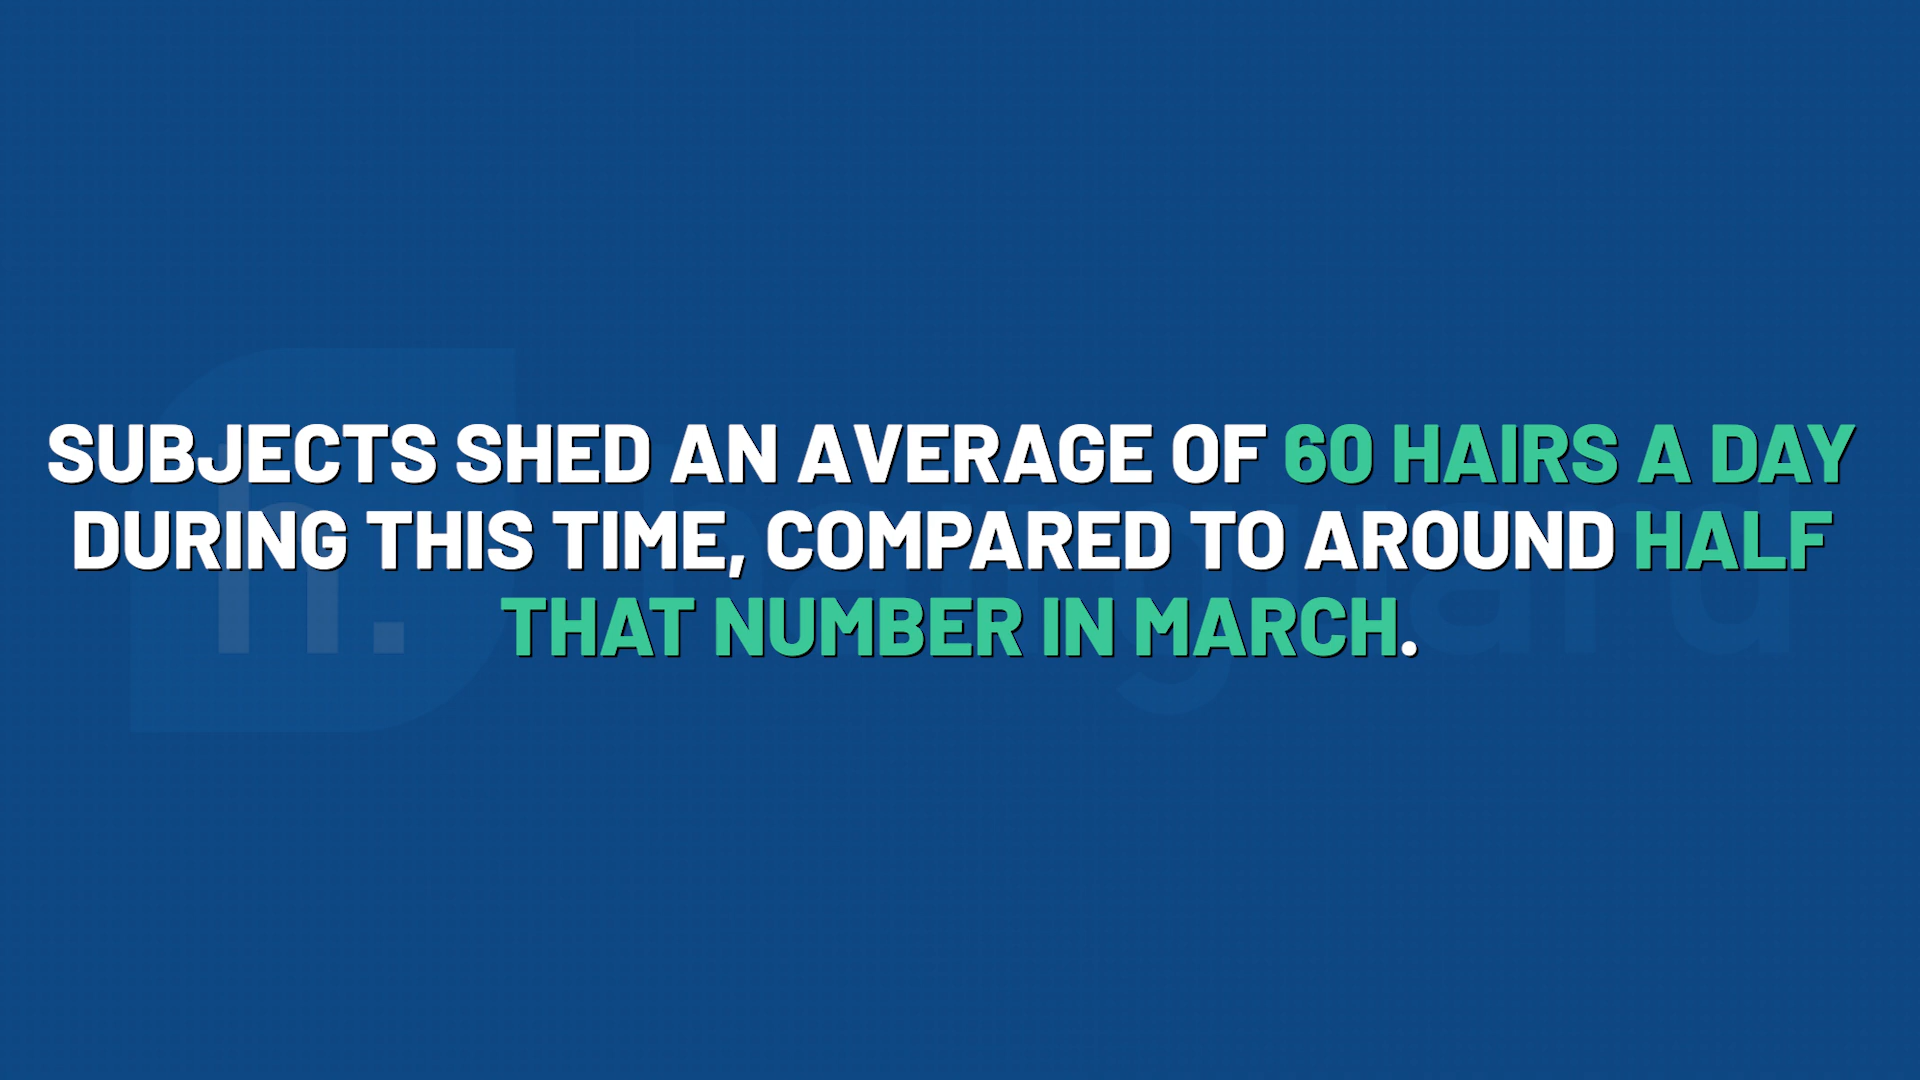 SUBJECTS SHED AN AVERAGE OF 60 HAIRS A DAY
DURING THIS TIME, COMPARED TO AROUND HALF
THAT NUMBER IN MARCH.
h.